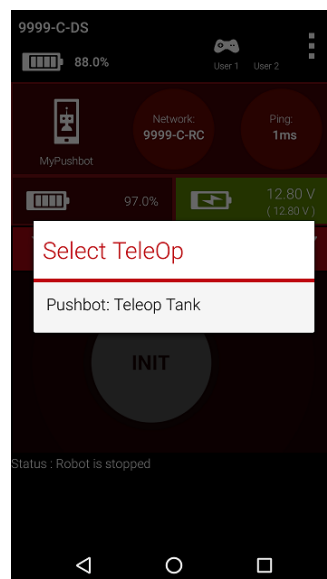 9999-C-DS
88.0%
User 1 User 2
MyPushbot
Network:
9999-C-RC
Ping:
1ms
97.0%
12.80 V
( 12.80 V )
Select TeleOp
Pushbot: Teleop Tank
INIT
Status : Robot is stopped